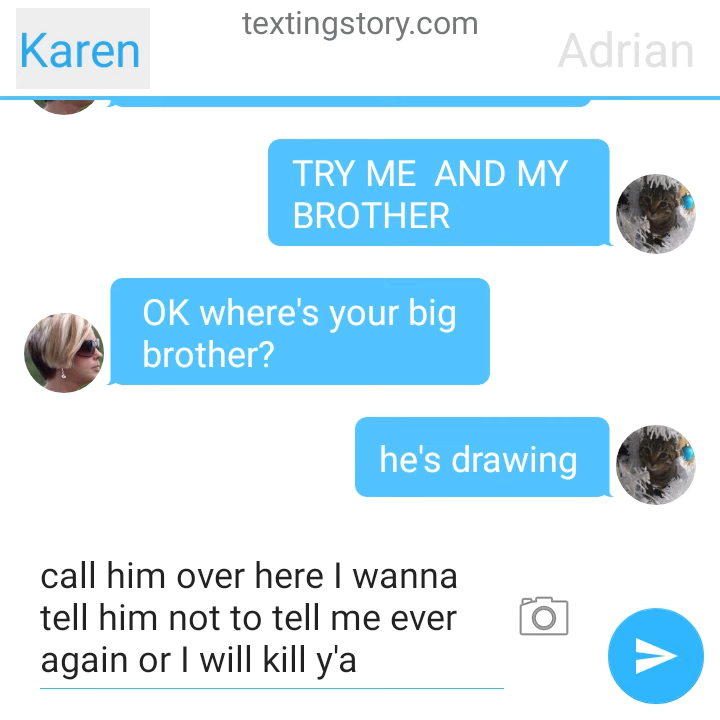 textingstory.com
Karen
Adrian
TRY ME AND MY
BROTHER
OK where's your big
brother?
he's drawing
call him over here I wanna
tell him not to tell me ever
again or I will kill y'a